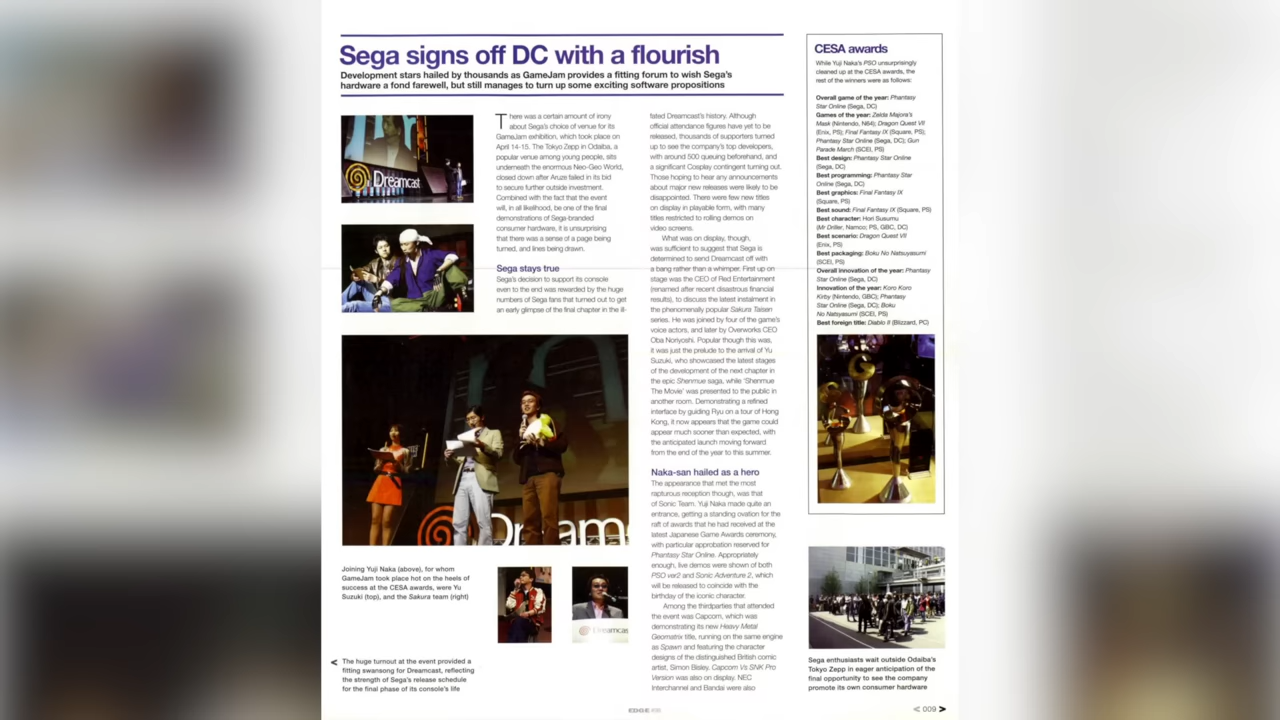 Sega signs off DC with a flourish
Development stars hailed by thousands as GameJam provides a fitting forum to wish Sega's
hardware a fond farewell, but still manages to turn up some exciting software propositions
Dreamcast
Dream
Joining Yuji Naka (above), for whom
GameJam took place hot on the heels of
success at the CESA awards, were Yu
Suzuki (top), and the Sakura team (right)
Dreamcas
< The huge turnout at the event provided a
fitting swansong for Dreamcast, reflecting
the strength of Sega's release schedule
for the final phase of its console's life
There was a certain amount of irony
about Sega's choice of venue for its
GameJam exhibition, which took place on
April 14-15. The Tokyo Zepp in Odaiba, a
popular venue among young people, sits
underneath the enormous Neo-Geo World,
closed down after Aruze failed in its bid
to secure further outside investment.
Combined with the fact that the event
will, in all likelihood, be one of the final
demonstrations of Sega-branded
consumer hardware, it is unsurprising
that there was a sense of a page being
turned, and lines being drawn.
Sega stays true
Sega's decision to support its console
even to the end was rewarded by the huge
numbers of Sega fans that turned out to get
an early glimpse of the final chapter in the ill-
fated Dreamcast's history. Although
official attendance figures have yet to be
released, thousands of supporters turned
up to see the company's top developers,
with around 500 queuing beforehand, and
a significant Cosplay contingent turning out.
Those hoping to hear any announcements
about major new releases were likely to be
disappointed. There were few new titles
on display in playable form, with many
titles restricted to rolling demos on
video screens.
What was on display, though,
was sufficient to suggest that Sega is
determined to send Dreamcast off with
a bang rather than a whimper. First up on
stage was the CEO of Red Entertainment
(renamed after recent disastrous financial
results), to discuss the latest instalment in
the phenomenally popular Sakura Taisen
series. He was joined by four of the game's
voice actors, and later by Overworks CEO
Oba Noriyoshi. Popular though this was,
it was just the prelude to the arrival of Yu
Suzuki, who showcased the latest stages
of the development of the next chapter in
the epic Shenmue saga, while 'Shenmue
The Movie' was presented to the public in
another room. Demonstrating a refined
interface by guiding Ryu on a tour of Hong
Kong, it now appears that the game could
appear much sooner than expected, with
the anticipated launch moving forward
from the end of the year to this summer.
Naka-san hailed as a hero
The appearance that met the most
rapturous reception though, was that
of Sonic Team. Yuji Naka made quite an
entrance, getting a standing ovation for the
raft of awards that he had received at the
latest Japanese Game Awards ceremony,
with particular approbation reserved for
Phantasy Star Online. Appropriately
enough, live demos were shown of both
PSO ver2 and Sonic Adventure 2, which
will be released to coincide with the
birthday of the iconic character.
Among the thirdparties that attended
the event was Capcom, which was
demonstrating its new Heavy Metal
Geomatrix title, running on the same engine
as Spawn and featuring the character
designs of the distinguished British comic
artist, Simon Bisley. Capcom Vs SNK Pro
Version was also on display. NEC
Interchannel and Bandai were also
CESA awards
While Yuji Naka's PSO unsurprisingly
cleaned up at the CESA awards, the
rest of the winners were as follows:
Overall game of the year: Phantasy
Star Online (Sega, DC)
Games of the year: Zelda Majora's
Mask (Nintendo, N64); Dragon Quest VII
(Enix, PS); Final Fantasy IX (Square, PS);
Phantasy Star Online (Sega, DC); Gun
Parade March (SCEI, PS)
Best design: Phantasy Star Online
(Sega, DC)
Best programming: Phantasy Star
Online (Sega, DC)
Best graphics: Final Fantasy IX
(Square, PS)
Best sound: Final Fantasy IX (Square, PS)
Best character: Hori Susumu
(Mr Driller, Namco; PS, GBC, DC)
Best scenario: Dragon Quest VII
(Enix, PS)
Best packaging: Boku No Natsuyasumi
(SCEI, PS)
Overall innovation of the year: Phantasy
Star Online (Sega, DC)
Innovation of the year: Koro Koro
Kirby (Nintendo, GBC); Phantasy
Star Online (Sega, DC); Boku
No Natsyasumi (SCEI, PS)
Best foreign title: Diablo II (Blizzard, PC)
Sega enthusiasts wait outside Odaiba's
Tokyo Zepp in eager anticipation of the
final opportunity to see the company
promote its own consumer hardware
EDGE
< 009 >